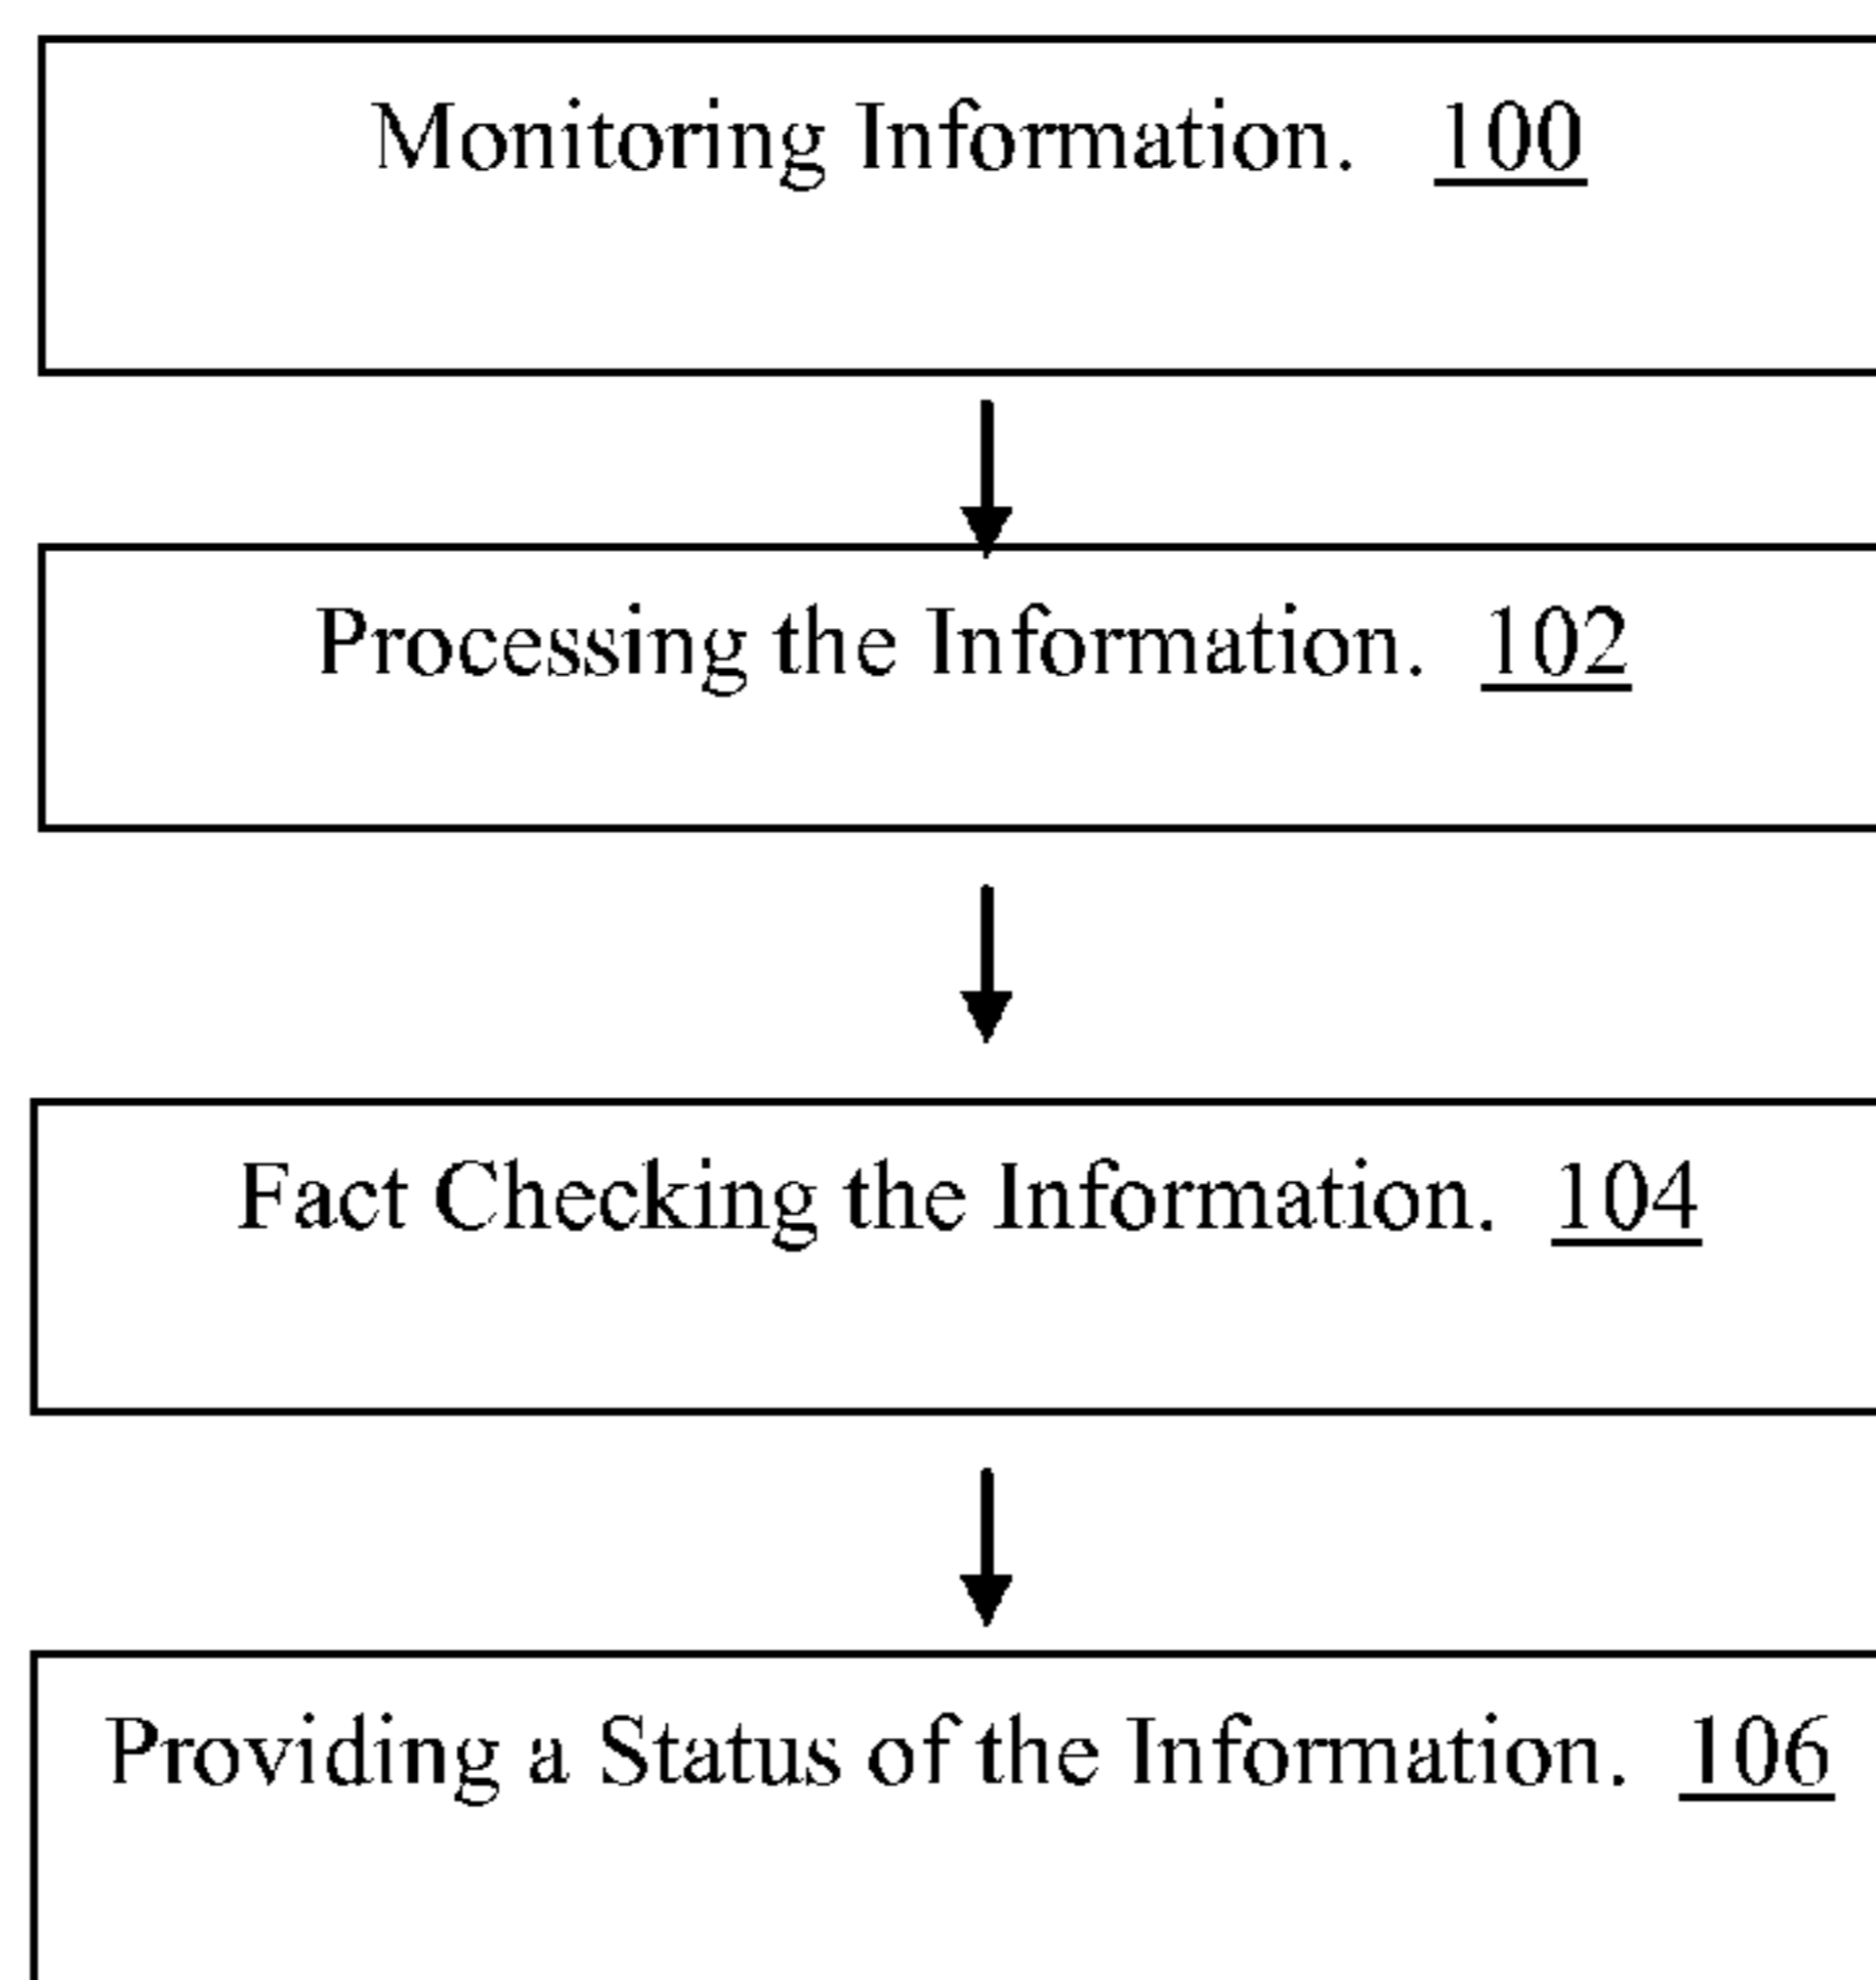 Monitoring Information. 100
Processing the Information. 102
Fact Checking the Information. 104
Providing a Status of the Information. 106